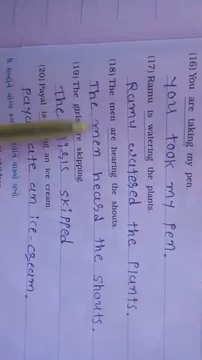 (16) You are taking my pen.
you took my pen.
(17) Ramu is watering the plants.
Ramu watered the plants.
(18) The men are hearing the shouts.
The men heard the shouts.
(19) The girls are skipping.
The girls skipped
(20) Payal is ng an ice cream.
Paya ate an ice-cream.